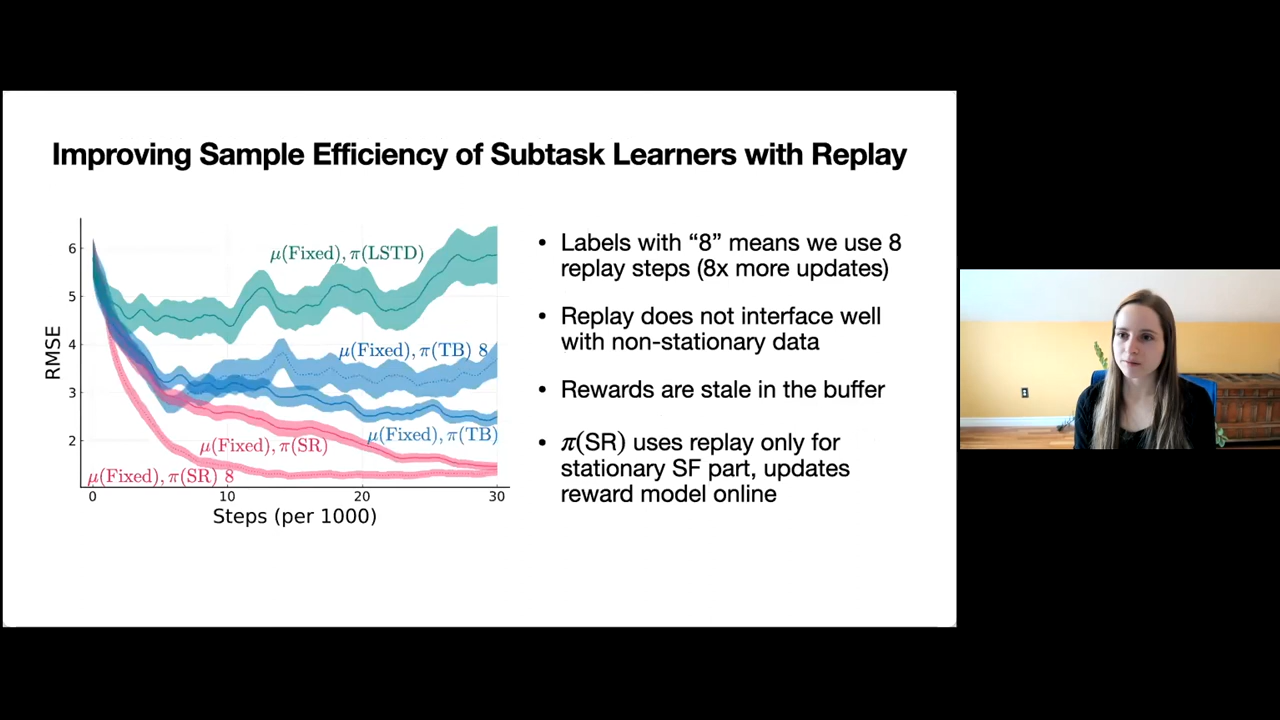 Improving Sample Efficiency of Subtask Learners with Replay
6
5
4
3
2
RMSE
0
10
20
30
Steps (per 1000)
μ(Fixed), π(LSTD)
μ(Fixed), π(TB) 8
μ(Fixed), π(TB)
μ(Fixed), π(SR)
μ(Fixed), π(SR) 8
• Labels with “8” means we use 8
replay steps (8x more updates)
• Replay does not interface well
with non-stationary data
• Rewards are stale in the buffer
• π(SR) uses replay only for
stationary SF part, updates
reward model online